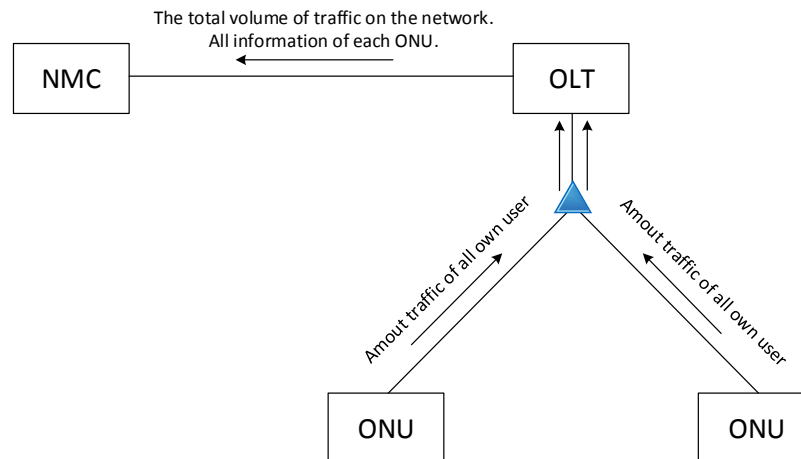 The total volume of traffic on the network.
All information of each ONU.
NMC
OLT
Amout traffic of all own user
Amout traffic of all own user
ONU
ONU